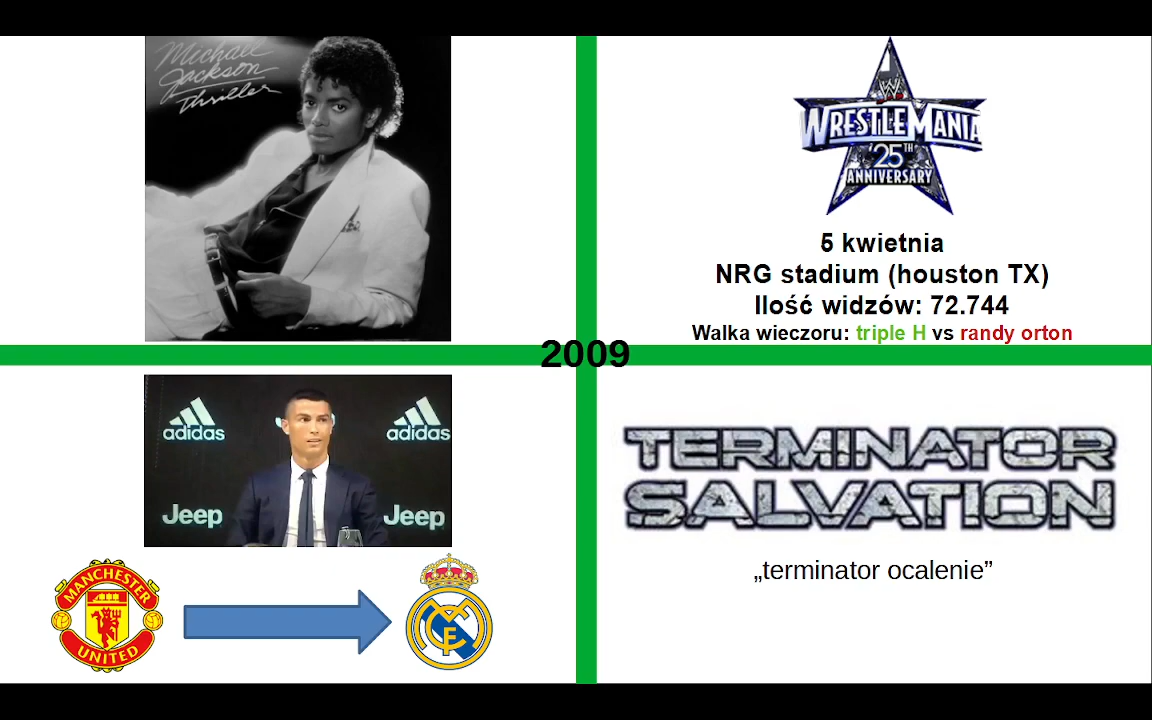 Michael
Jackson
Thriller
W
WRESTLEMANIA
25TH
ANNIVERSARY
5 kwietnia
NRG stadium (houston TX)
Ilość widzów: 72.744
Walka wieczoru: triple H vs randy orton
2009
adidas
adidas
Jeep
Jeep
MANCHESTER
UNITED
TERMINATOR
SALVATION
„terminator ocalenie”